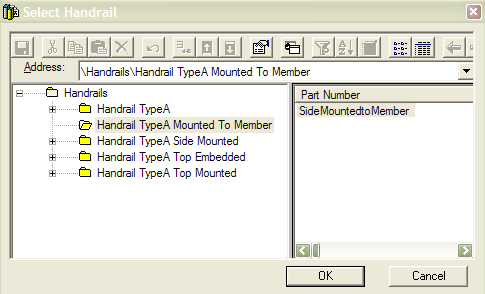 Select Handrail
Address: \Handrails\Handrail TypeA Mounted To Member
Handrails
Handrail TypeA
Handrail TypeA Mounted To Member
Handrail TypeA Side Mounted
Handrail TypeA Top Embedded
Handrail TypeA Top Mounted
Part Number
SideMountedtoMember
OK Cancel